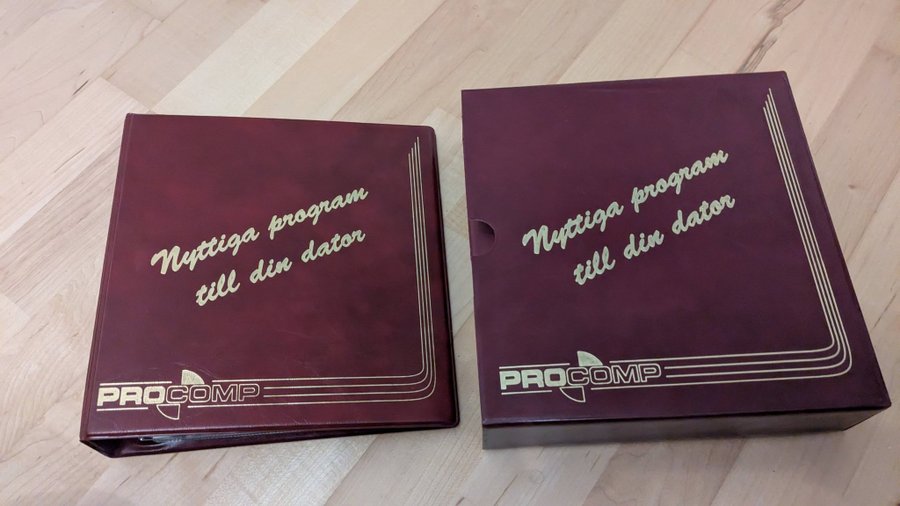 Nyttiga program
till din dator
PROCOMP
Nyttiga program
till din dator
PROCOMP